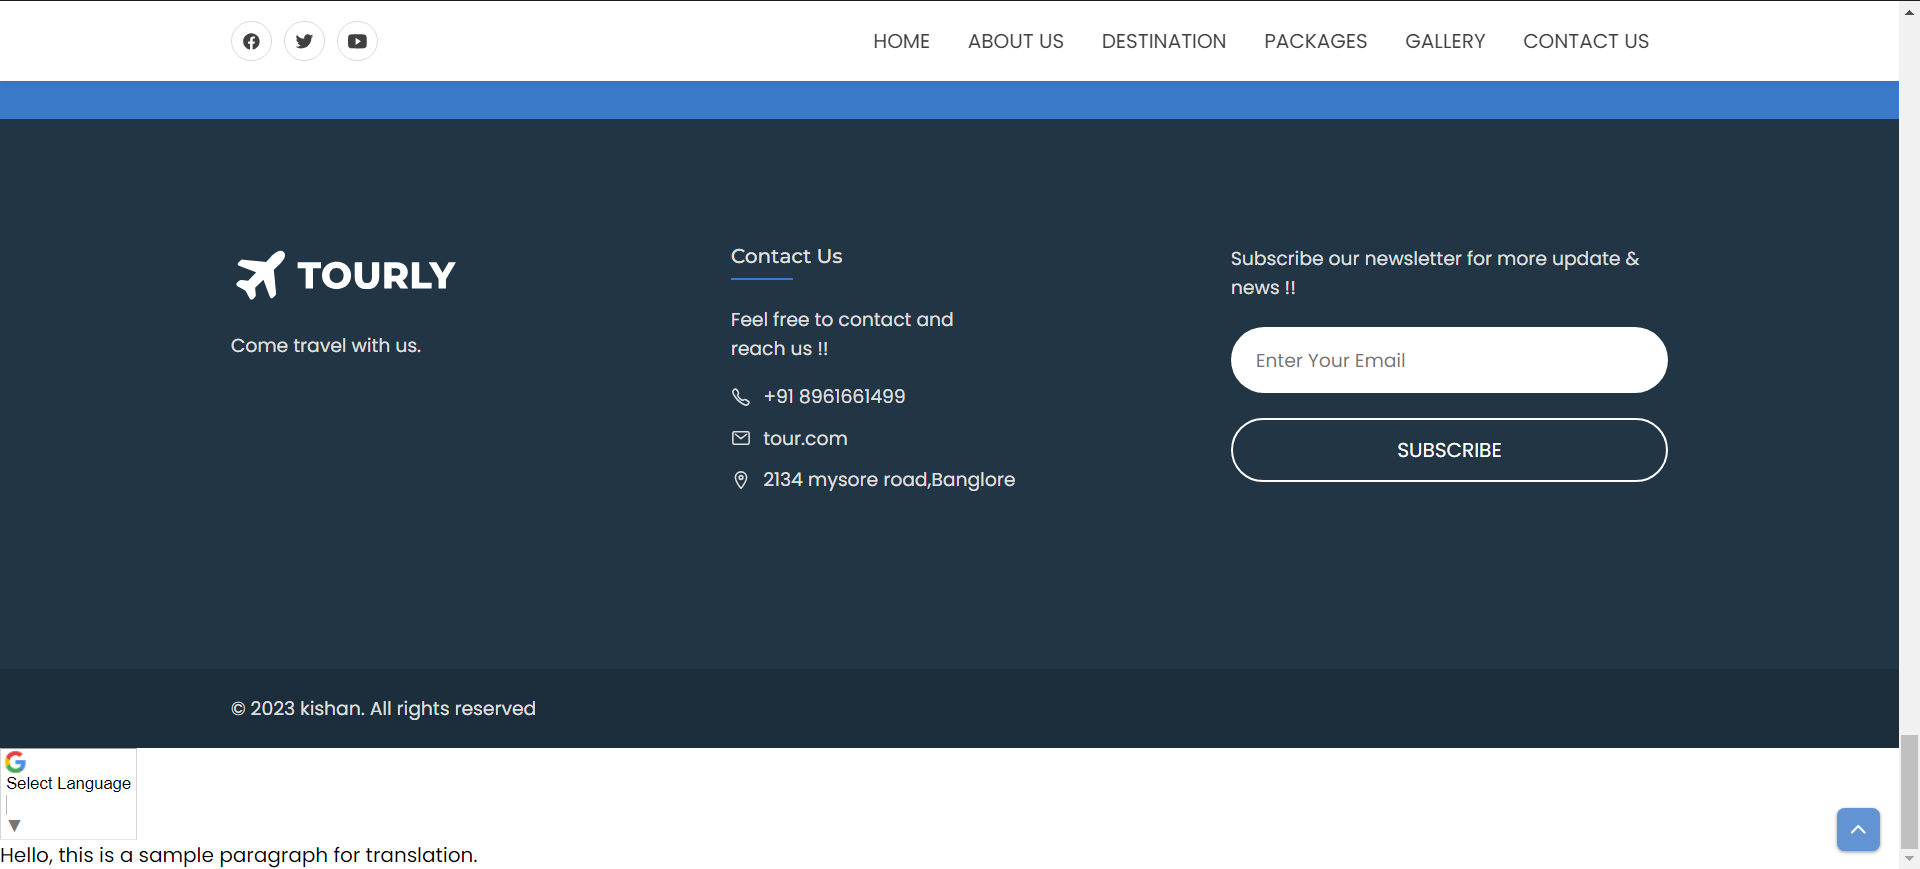 HOME ABOUT US DESTINATION PACKAGES GALLERY CONTACT US
TOURLY
Come travel with us.
Contact Us
Feel free to contact and
reach us !!
+91 8961661499
tour.com
2134 mysore road,Banglore
Subscribe our newsletter for more update &
news !!
Enter Your Email
SUBSCRIBE
© 2023 kishan. All rights reserved
Select Language
▼
Hello, this is a sample paragraph for translation.